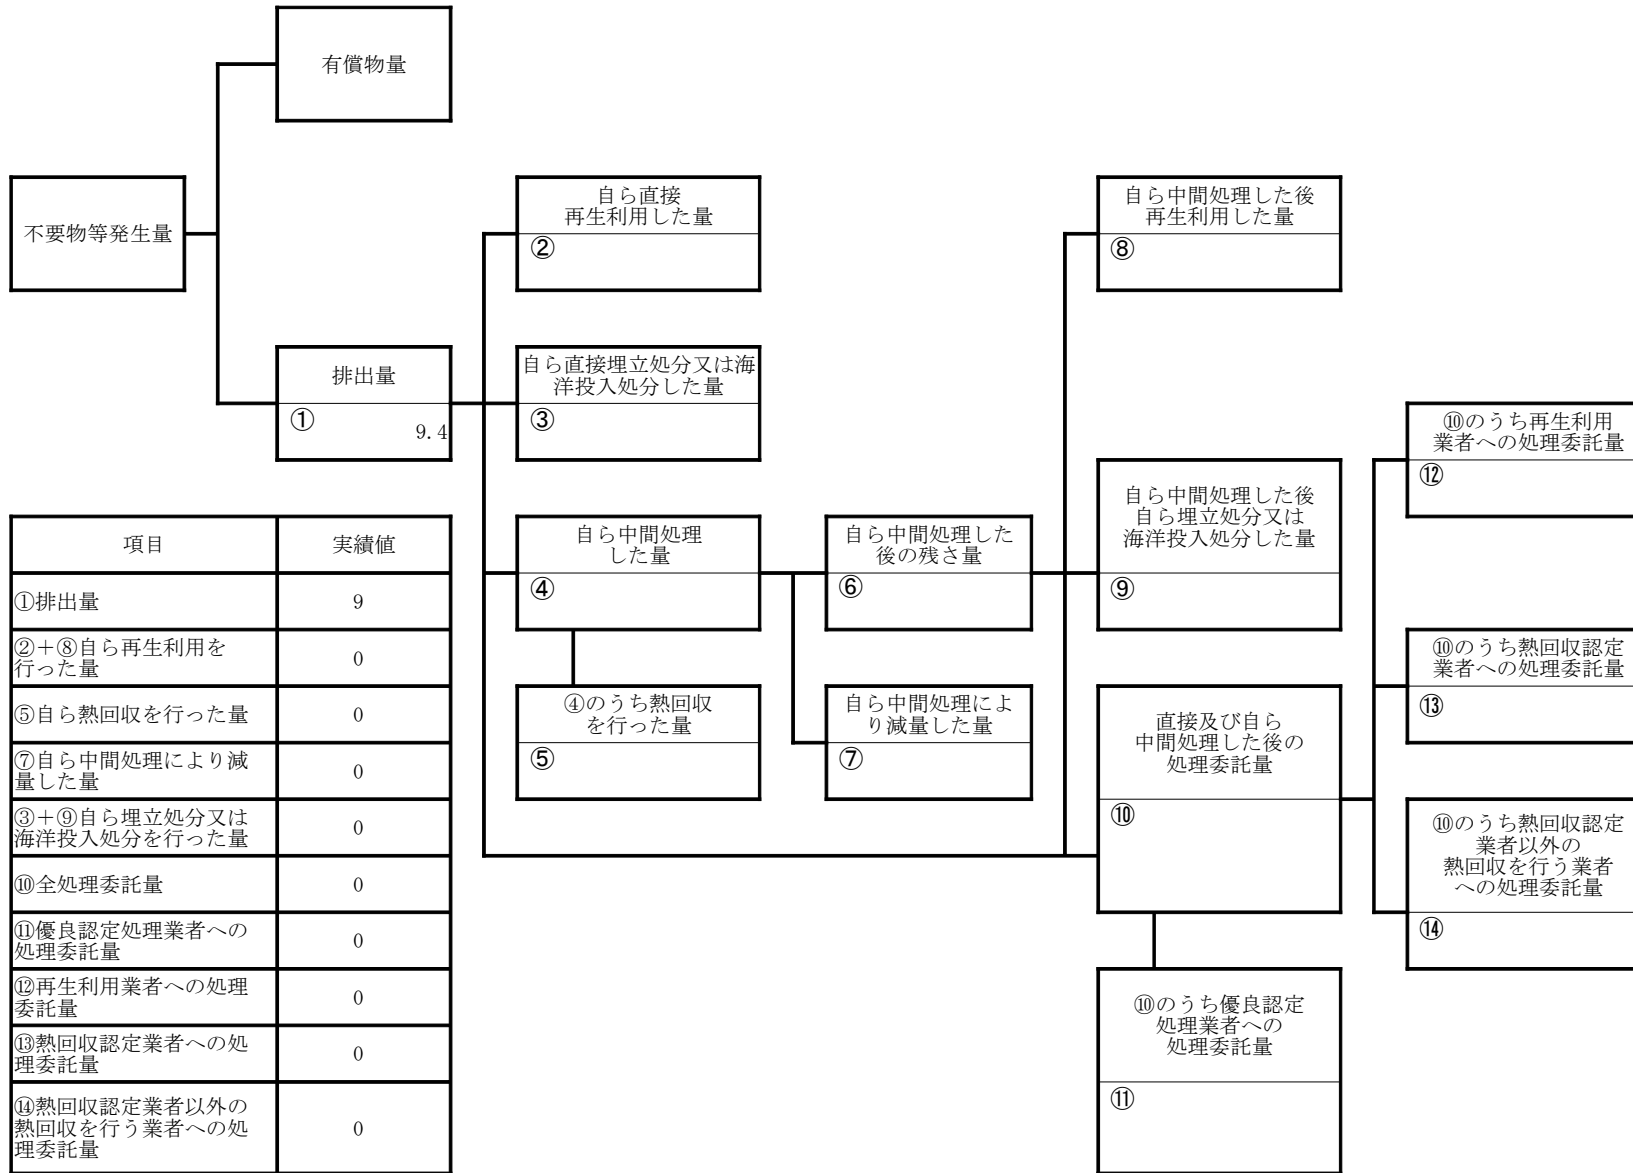 有償物量
不要物等発生量
自ら直接
再生利用した量
②
自ら中間処理した後
再生利用した量
⑧
排出量
①
9.4
自ら直接埋立処分又は海
洋投入処分した量
③
⑩のうち再生利用
業者への処理委託量
⑫
自ら中間処理した後
自ら埋立処分又は
海洋投入処分した量
⑨
自ら中間処理
した量
④
自ら中間処理した
後の残さ量
⑥
⑩のうち熱回収認定
業者への処理委託量
⑬
④のうち熱回収
を行った量
⑤
自ら中間処理によ
り減量した量
⑦
直接及び自ら
中間処理した後の
処理委託量
⑩
⑩のうち熱回収認定
業者以外の
熱回収を行う業者
への処理委託量
⑭
⑩のうち優良認定
処理業者への
処理委託量
⑪
項目 実績値
①排出量 9
②+⑧自ら再生利用を
行った量 0
⑤自ら熱回収を行った量 0
⑦自ら中間処理により減
量した量 0
③+⑨自ら埋立処分又は
海洋投入処分を行った量 0
⑩全処理委託量 0
⑪優良認定処理業者への
処理委託量 0
⑫再生利用業者への処理
委託量 0
⑬熱回収認定業者への処
理委託量 0
⑭熱回収認定業者以外の
熱回収を行う業者への処 0
理委託量